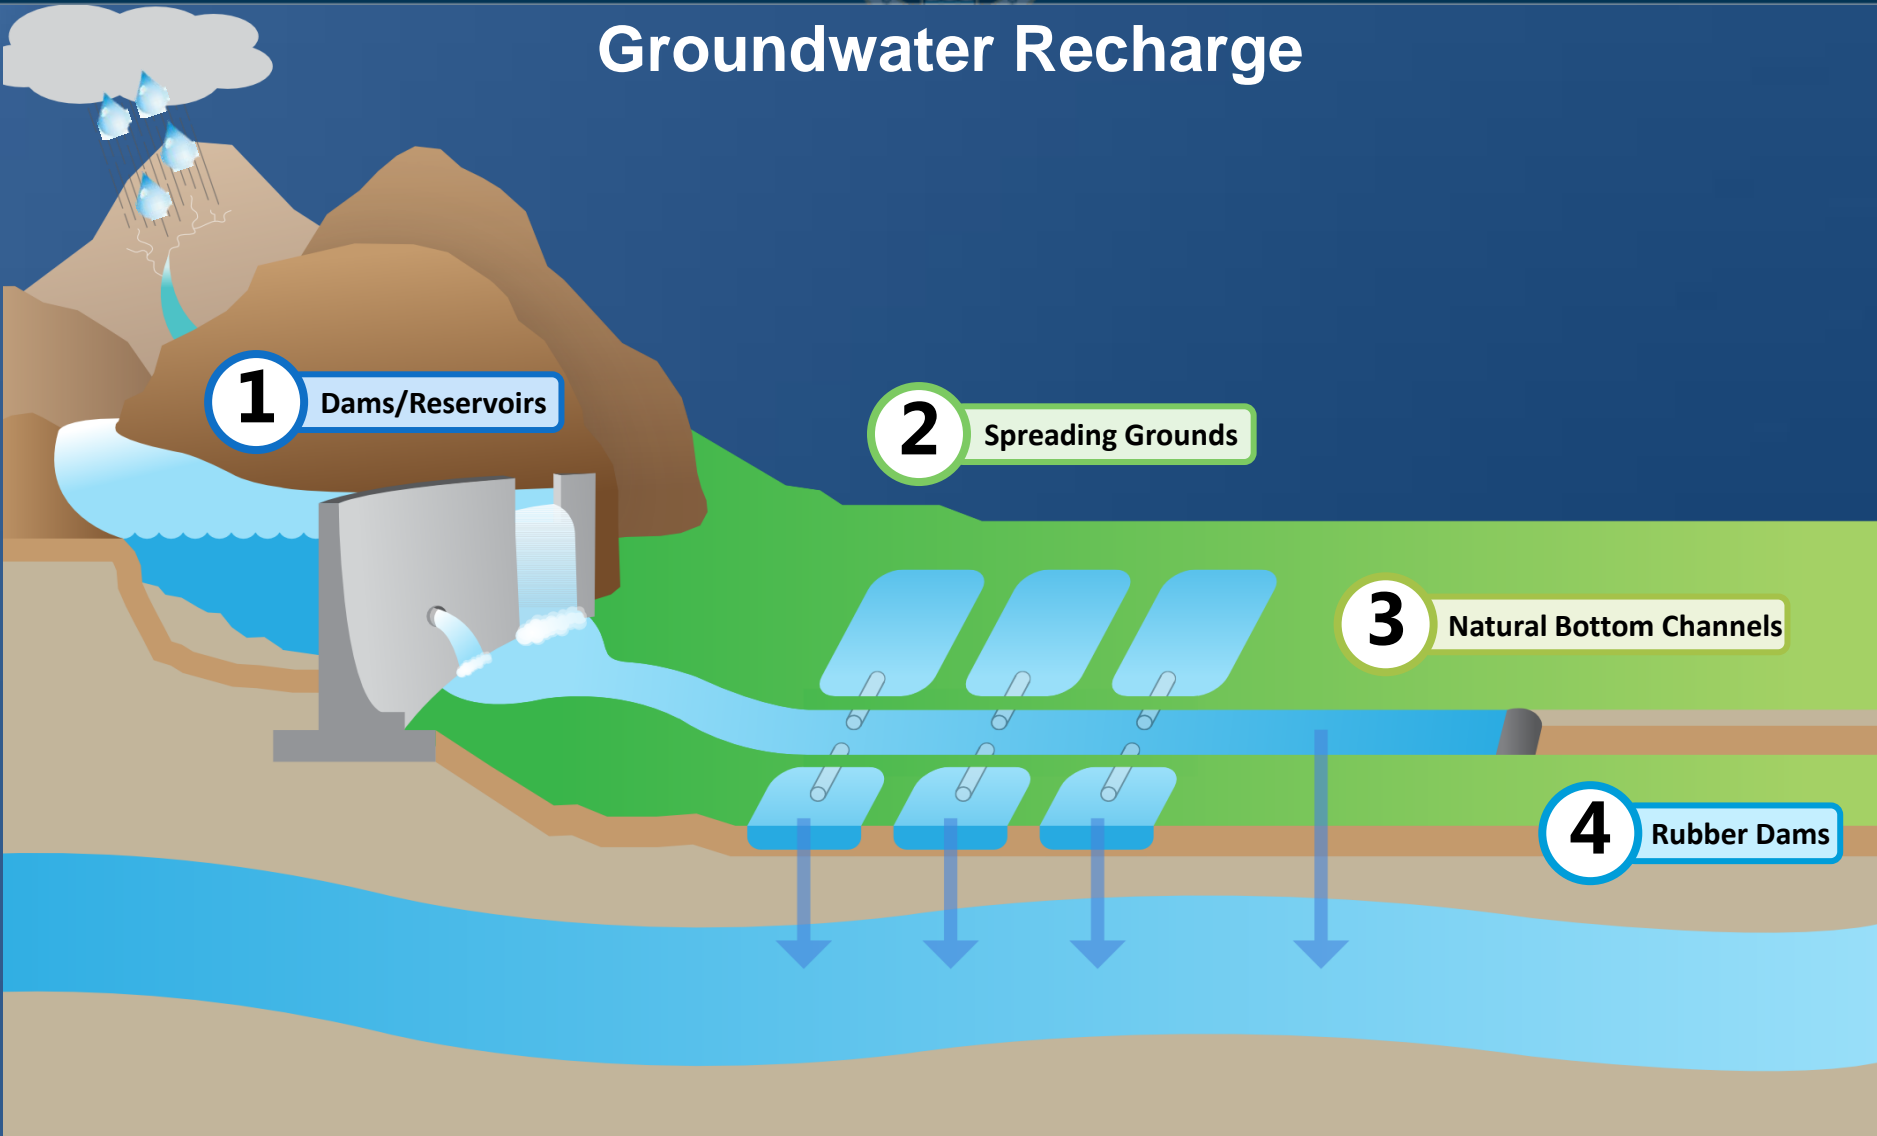 Groundwater Recharge
1 Dams/Reservoirs
2 Spreading Grounds
3 Natural Bottom Channels
4 Rubber Dams